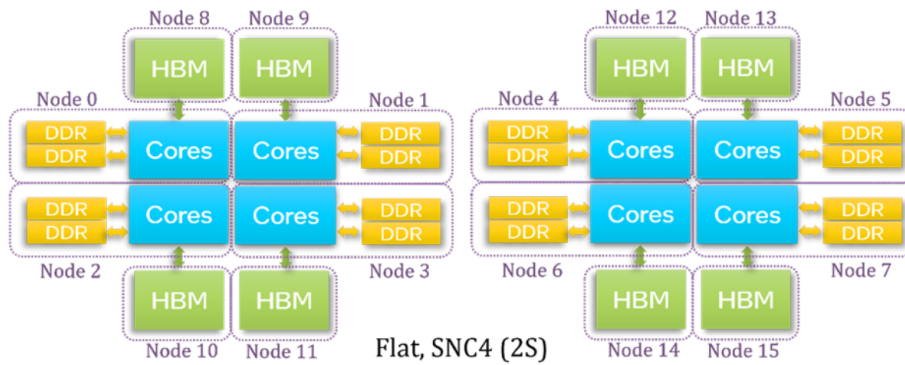 Node 8 Node 9 Node 12 Node 13
HBM HBM HBM HBM
Node 0 Node 1 Node 4 Node 5
DDR DDR DDR DDR
Cores Cores Cores Cores
DDR DDR DDR DDR
DDR DDR DDR DDR
Cores Cores Cores Cores
DDR DDR DDR DDR
Node 2 Node 3 Node 6 Node 7
HBM HBM HBM HBM
Node 10 Node 11 Flat, SNC4 (2S) Node 14 Node 15